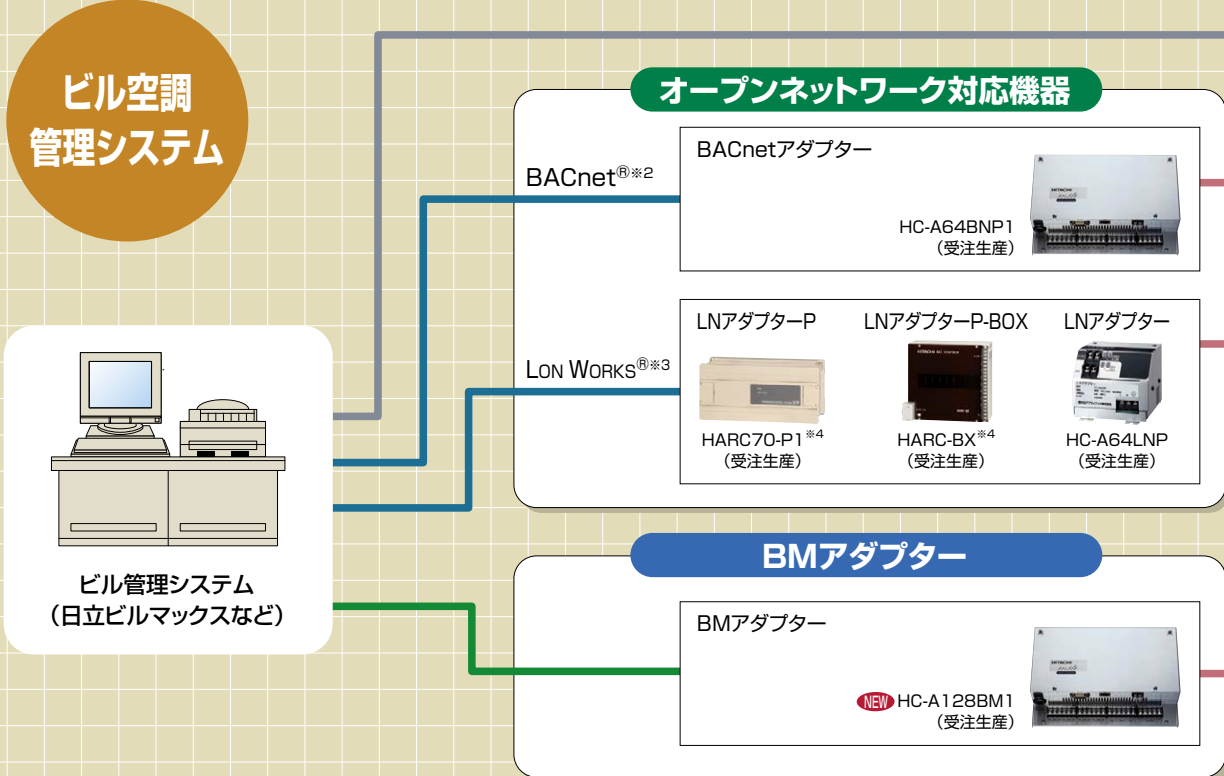 ビル空調
管理システム
オープンネットワーク対応機器
BACnet®※2
BACnetアダプター
HITACHI
HC-A64BNP1
(受注生産)
LON WORKS®※3
LNアダプターP
LNアダプターP-BOX
LNアダプター
HARC70-P1※4
(受注生産)
HARC-BX※4
(受注生産)
HC-A64LNP
(受注生産)
ビル管理システム
(日立ビルマックスなど)
BMアダプター
BMアダプター
HITACHI
NEW HC-A128BM1
(受注生産)